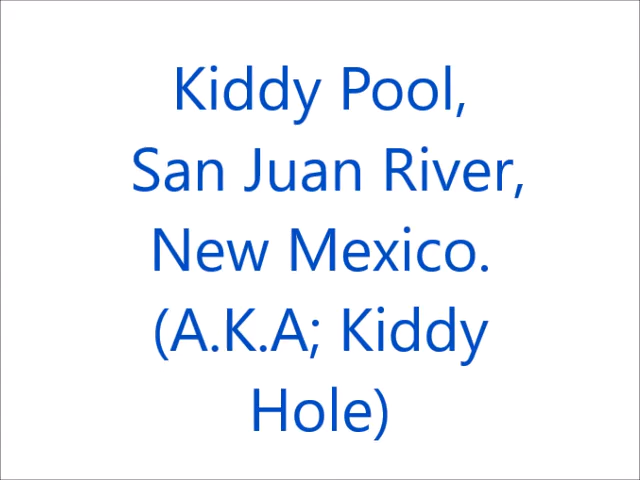 Kiddy Pool,
San Juan River,
New Mexico.
(A.K.A; Kiddy
Hole)